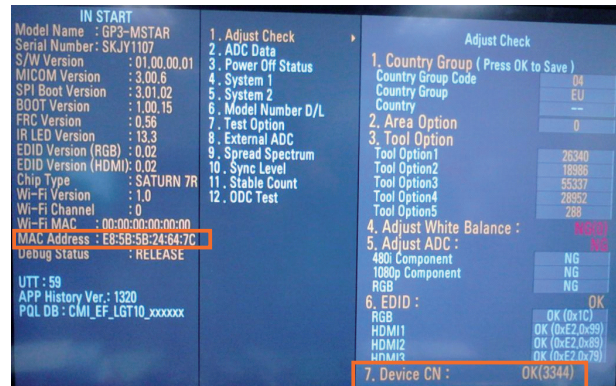 IN START
Model Name : GP3-MSTAR
Serial Number : SKJY1107
S/W Version : 01.00.00.01
MICOM Version : 3.00.6
SPI Boot Version : 3.01.02
BOOT Version : 1.00.15
FRC Version : 0.56
IR LED Version : 13.3
EDID Version (RGB) : 0.02
EDID Version (HDMI): 0.02
Chip Type : SATURN 7R
Wi-Fi Version : 1.0
Wi-Fi Channel : 0
Wi-Fi MAC : 00:00:00:00:00:00
MAC Address : E8:5B:5B:24:64:7C
Debug Status : RELEASE
UTT : 59
APP History Ver.: 1320
PQL DB : CMI_EF_LGT10_xxxxxx
1. Adjust Check
2. ADC Data
3. Power Off Status
4. System 1
5. System 2
6. Model Number D/L
7. Test Option
8. External ADC
9. Spread Spectrum
10. Sync Level
11. Stable Count
12. ODC Test
Adjust Check
1. Country Group ( Press OK to Save )
Country Group Code 04
Country Group EU
Country --
2. Area Option 0
3. Tool Option
Tool Option1 26340
Tool Option2 18986
Tool Option3 55337
Tool Option4 28952
Tool Option5 288
4. Adjust White Balance :
5. Adjust ADC : NG
480i Component NG
1080p Component NG
RGB NG
6. EDID : OK
RGB OK (0x1C)
HDMI1 OK (0xE2,0x99)
HDMI2 OK (0xE2,0x89)
HDMI3 OK (0xE2,0x79)
7. Device CN : OK(3344)